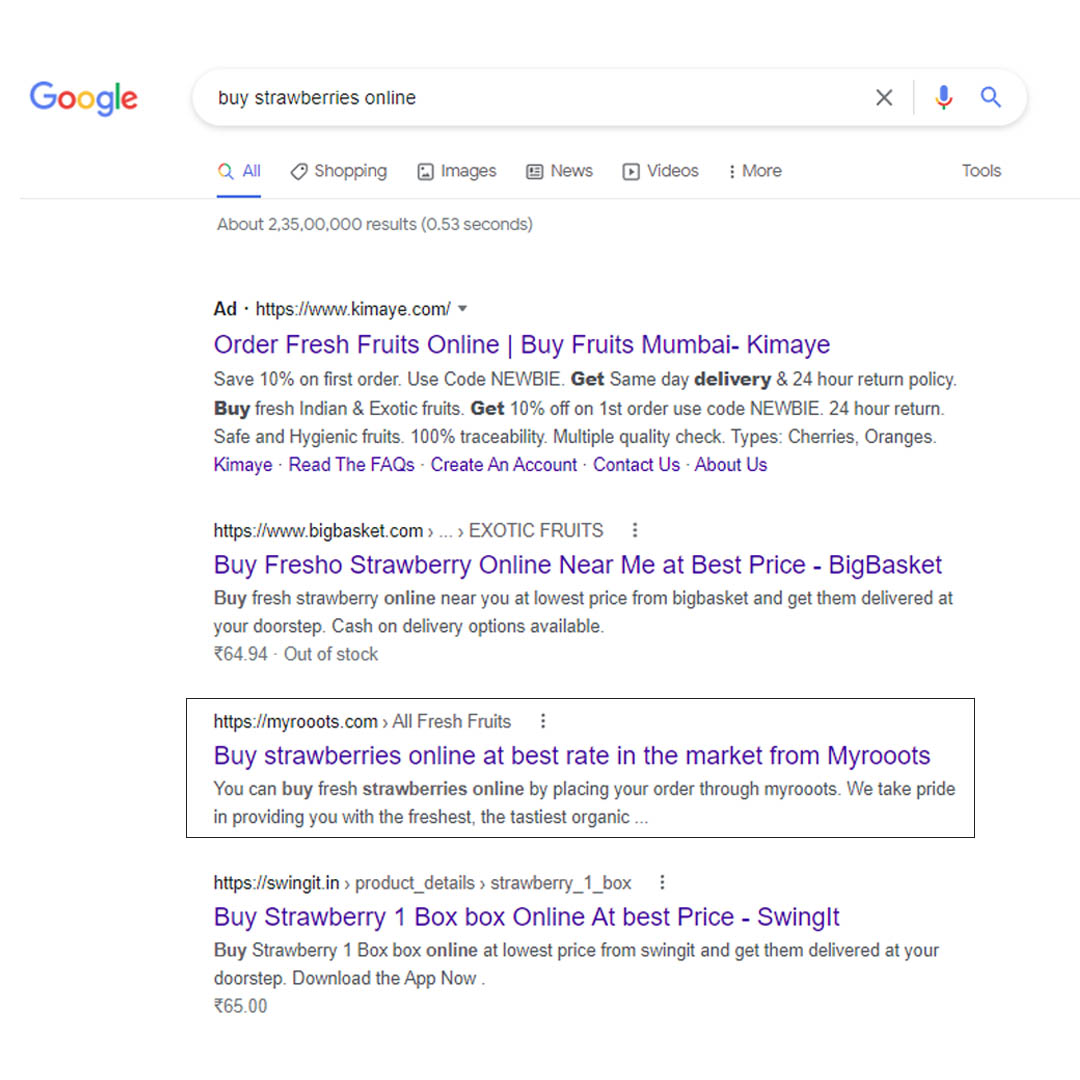 Google
buy strawberries online
All Shopping Images News Videos More Tools
About 2,35,00,000 results (0.53 seconds)
Ad · https://www.kimaye.com/
Order Fresh Fruits Online | Buy Fruits Mumbai- Kimaye
Save 10% on first order. Use Code NEWBIE. Get Same day delivery & 24 hour return policy.
Buy fresh Indian & Exotic fruits. Get 10% off on 1st order use code NEWBIE. 24 hour return.
Safe and Hygienic fruits. 100% traceability. Multiple quality check. Types: Cherries, Oranges.
Kimaye · Read The FAQs · Create An Account · Contact Us · About Us
https://www.bigbasket.com › ... › EXOTIC FRUITS
Buy Fresho Strawberry Online Near Me at Best Price - BigBasket
Buy fresh strawberry online near you at lowest price from bigbasket and get them delivered at
your doorstep. Cash on delivery options available.
₹64.94 · Out of stock
https://myrooots.com › All Fresh Fruits
Buy strawberries online at best rate in the market from Myrooots
You can buy fresh strawberries online by placing your order through myrooots. We take pride
in providing you with the freshest, the tastiest organic ...
https://swingit.in › product_details › strawberry_1_box
Buy Strawberry 1 Box box Online At best Price - SwingIt
Buy Strawberry 1 Box box online at lowest price from swingit and get them delivered at your
doorstep. Download the App Now .
₹65.00